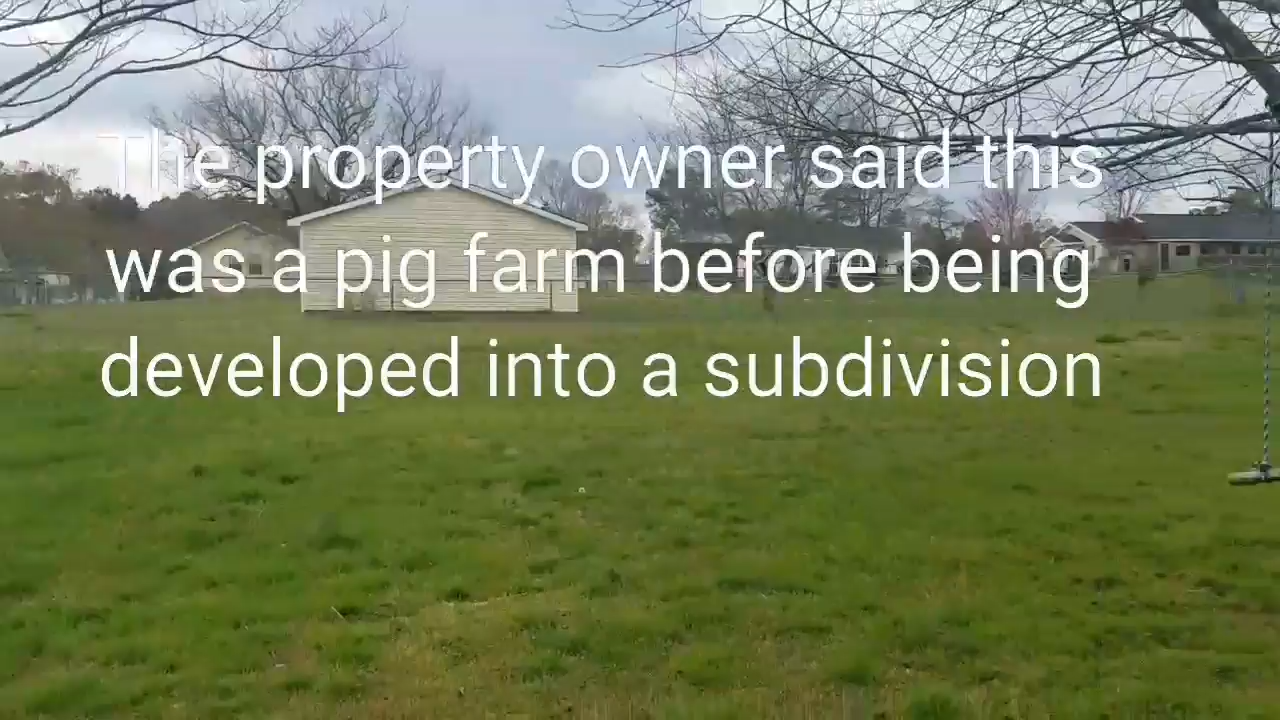 The property owner said this
was a pig farm before being
developed into a subdivision